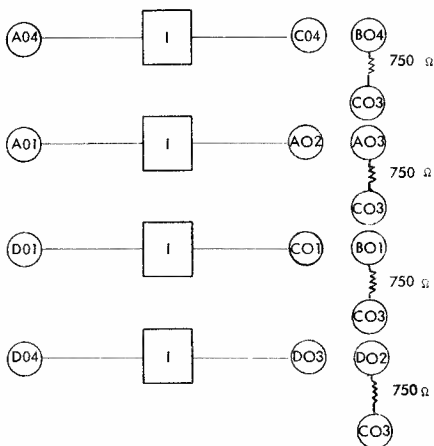 A04 I C04 BO4
750 Ω
CO3
A01 I AO2 AO3
750 Ω
CO3
D01 I CO1 BO1
750 Ω
CO3
D04 I DO3 DO2
750 Ω
CO3